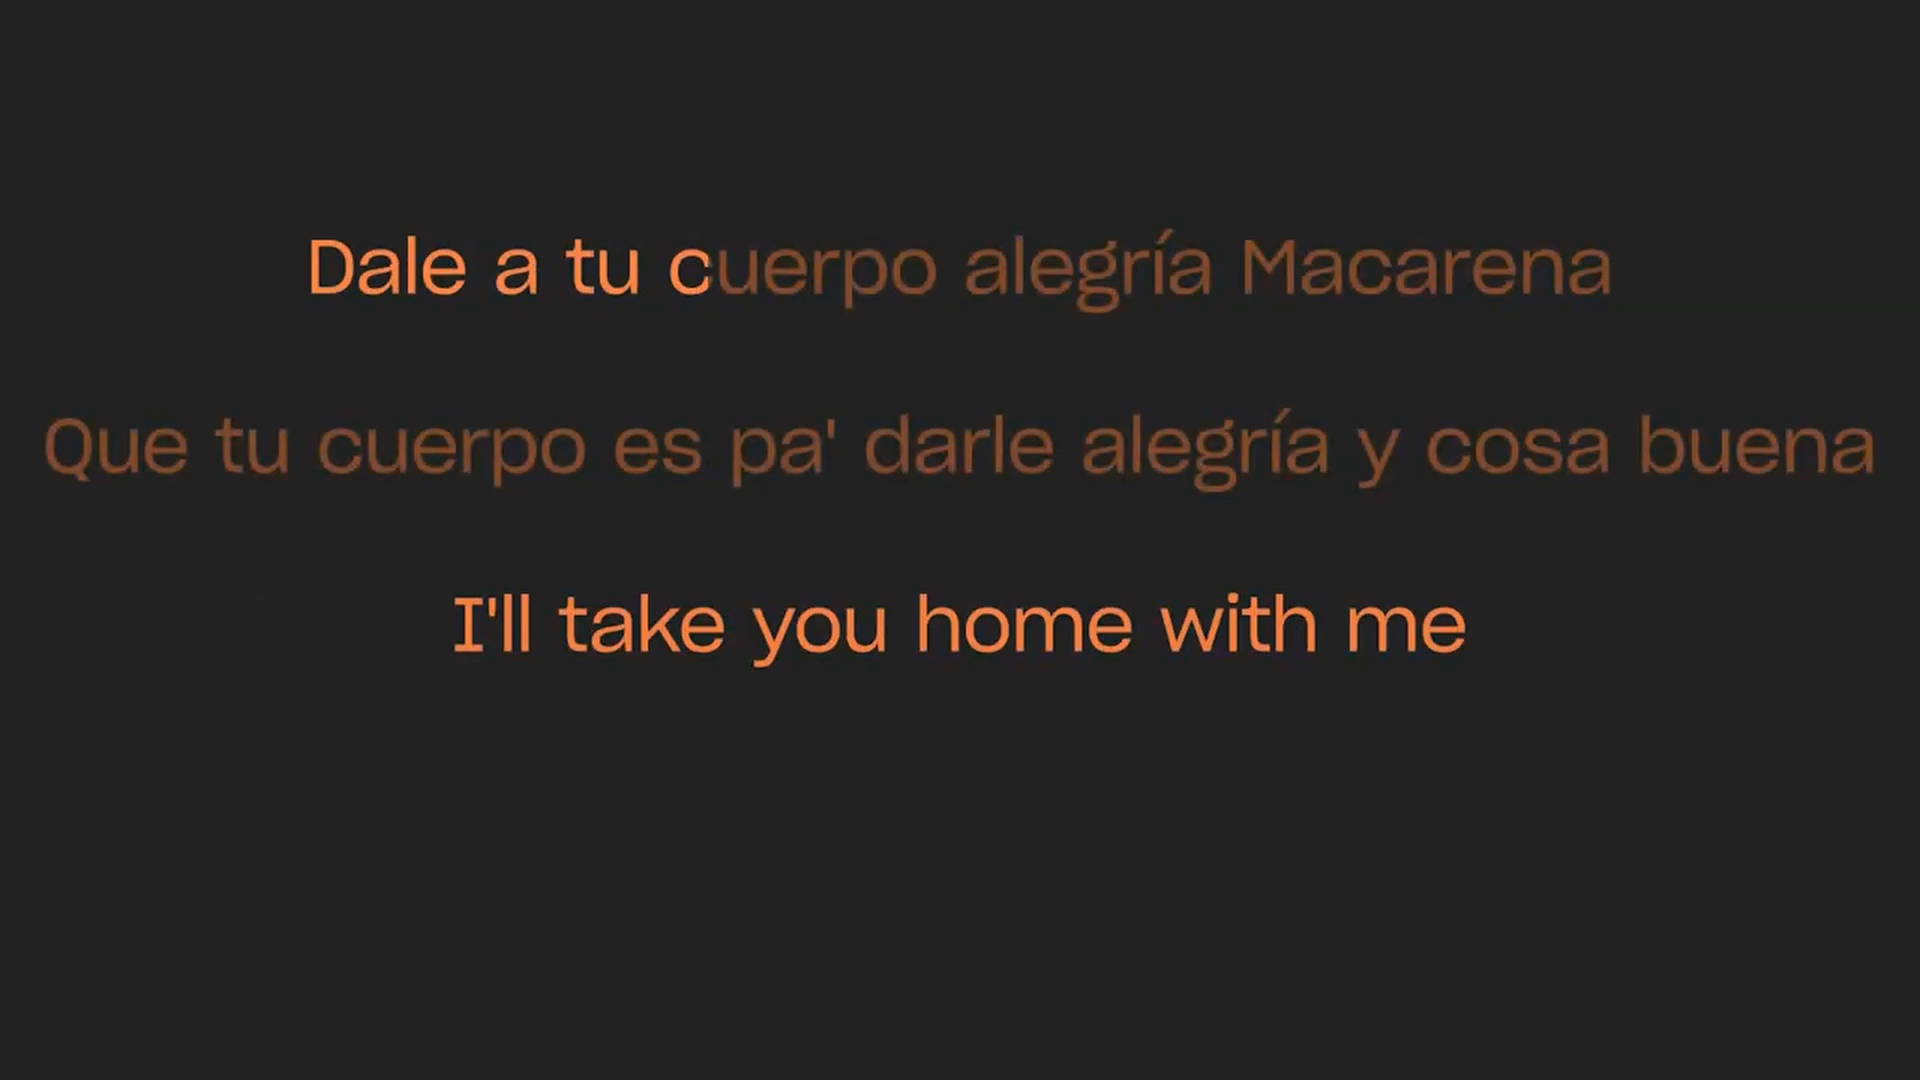 Dale a tu cuerpo alegría Macarena
Que tu cuerpo es pa' darle alegría y cosa buena
I'll take you home with me